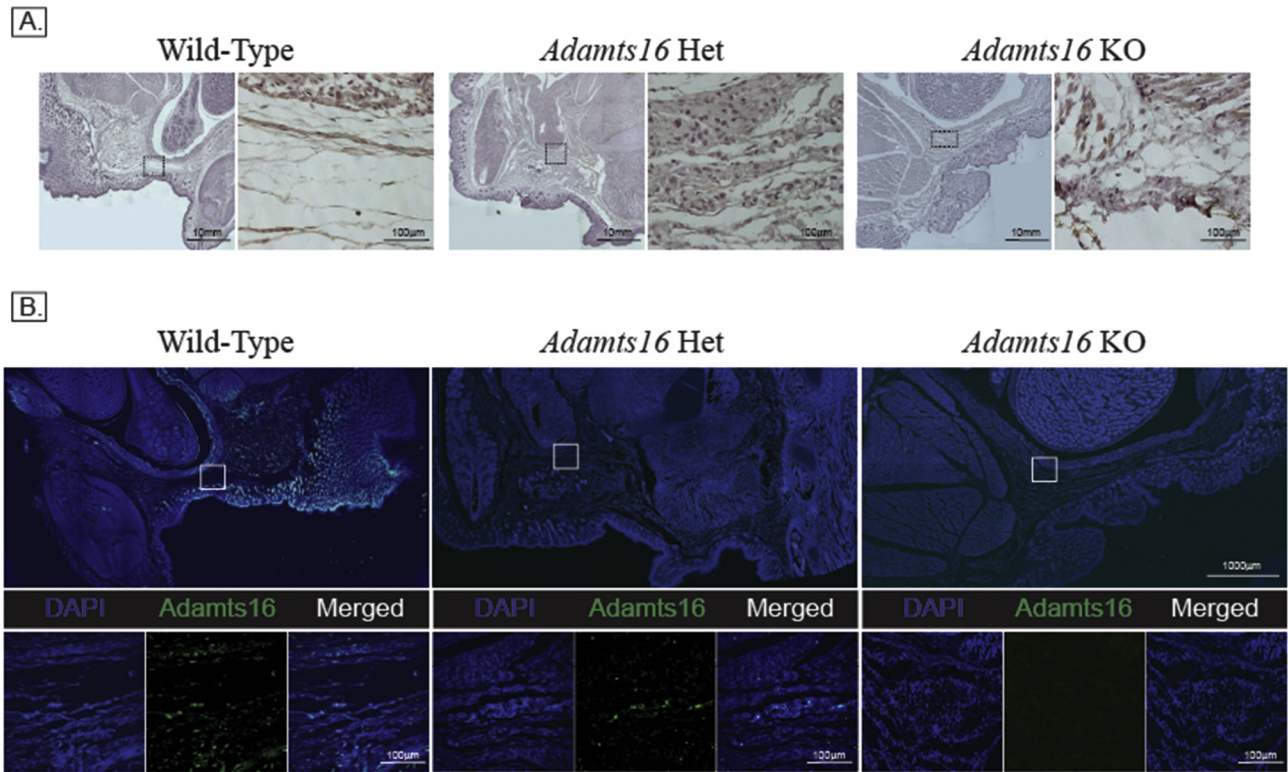 A.
Wild-Type Adamts16 Het Adamts16 KO
10mm 100µm 10mm 100µm 10mm 100µm
B.
Wild-Type Adamts16 Het Adamts16 KO
1000µm
DAPI Adamts16 Merged DAPI Adamts16 Merged DAPI Adamts16 Merged
100µm 100µm 100µm